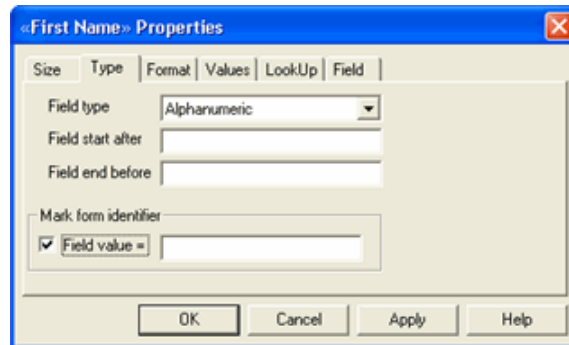 «First Name» Properties
Size Type Format Values LookUp Field
Field type Alphanumeric
Field start after
Field end before
Mark form identifier
Field value =
OK Cancel Apply Help